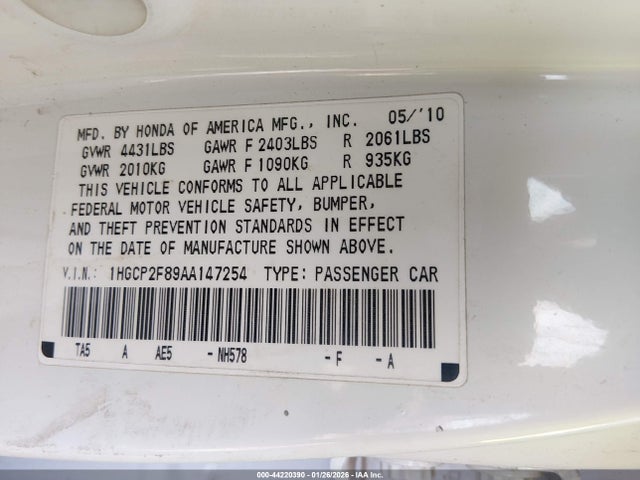 MFD. BY HONDA OF AMERICA MFG., INC. 05/'10
GVWR 4431LBS GAWR F 2403LBS R 2061LBS
GVWR 2010KG GAWR F 1090KG R 935KG
THIS VEHICLE CONFORMS TO ALL APPLICABLE
FEDERAL MOTOR VEHICLE SAFETY, BUMPER,
AND THEFT PREVENTION STANDARDS IN EFFECT
ON THE DATE OF MANUFACTURE SHOWN ABOVE.
V.I.N.: 1HGCP2F89AA147254 TYPE: PASSENGER CAR
TA5 A AE5 -NH578 -F -A
000-44220390 | 01/26/2026 | IAA Inc.